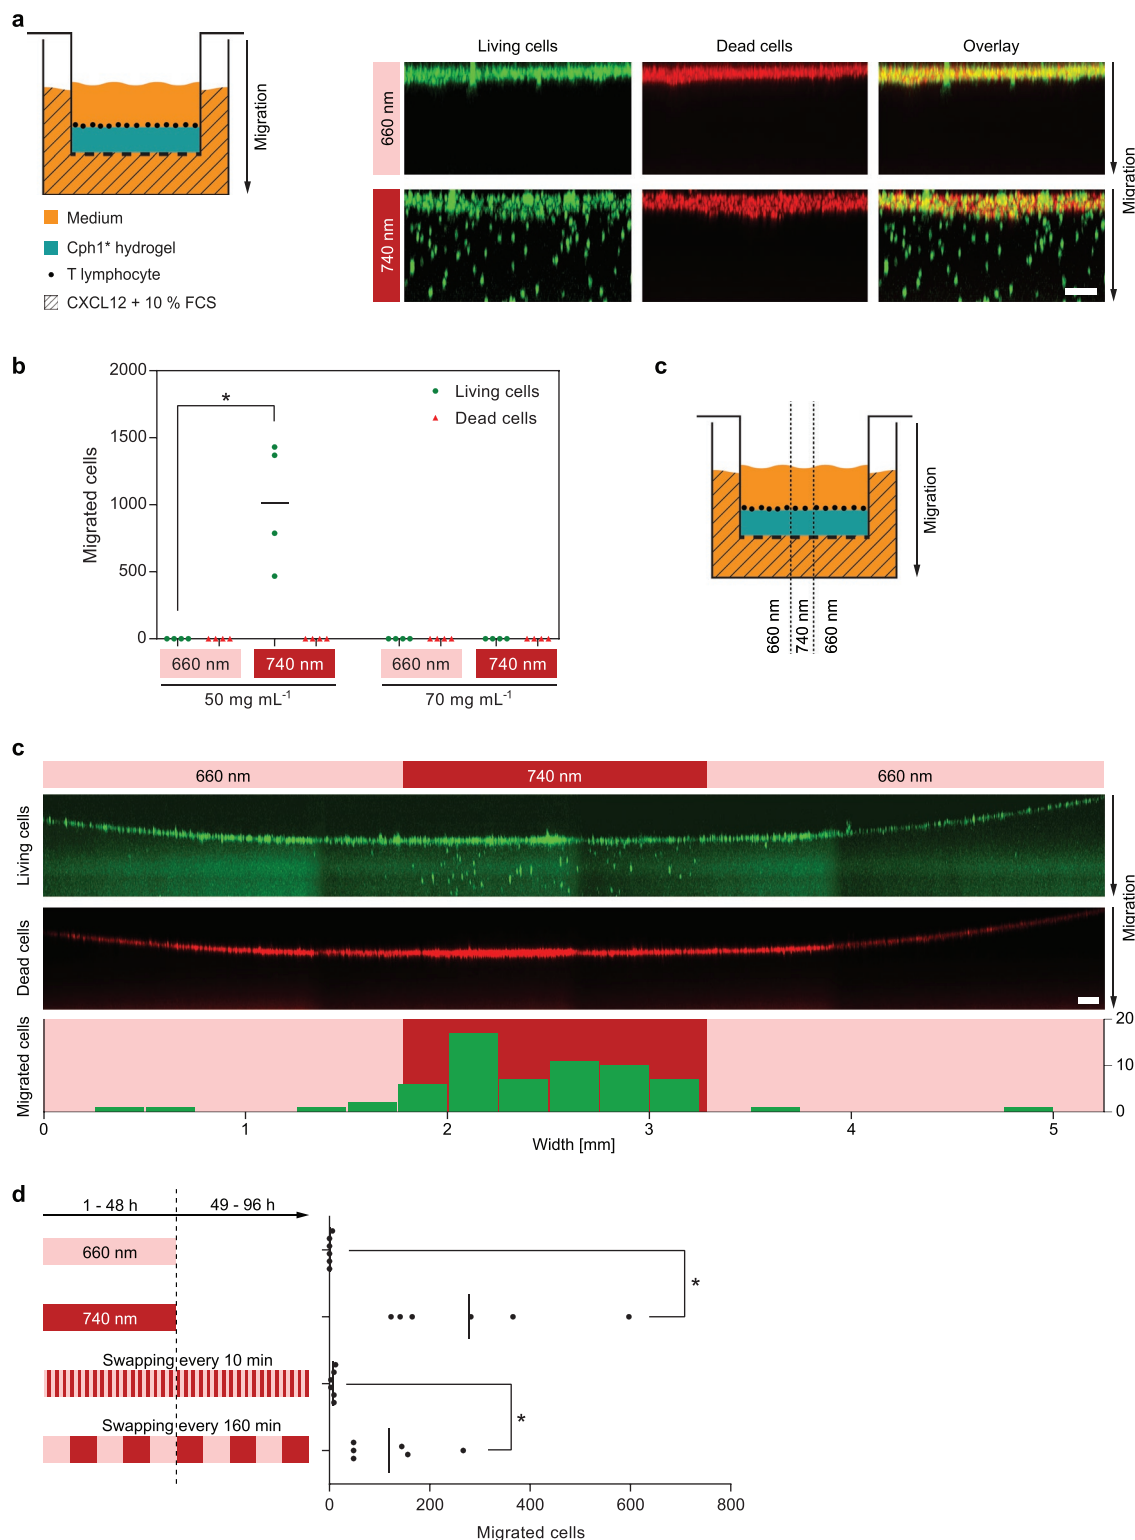 a
Migration
Medium
Cph1* hydrogel
T lymphocyte
CXCL12 + 10 % FCS
Living cells
Dead cells
Overlay
660 nm
740 nm
Migration
b
Migrated cells
2000
1500
1000
500
0
*
Living cells
Dead cells
660 nm
740 nm
660 nm
740 nm
50 mg mL⁻¹
70 mg mL⁻¹
c
Migration
660 nm
740 nm
660 nm
c
660 nm
740 nm
660 nm
Living cells
Dead cells
Migration
Migrated cells
20
10
0
0
1
2
3
4
5
Width [mm]
d
1 - 48 h
49 - 96 h
660 nm
740 nm
Swapping every 10 min
Swapping every 160 min
*
*
0
200
400
600
800
Migrated cells